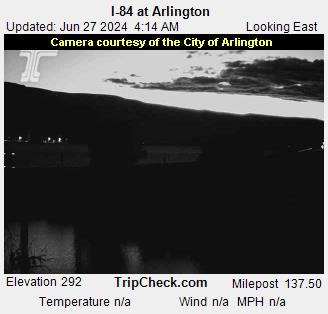 I-84 at Arlington
Updated: Jun 27 2024 4:14 AM Looking East
Camera courtesy of the City of Arlington
Elevation 292 TripCheck.com Milepost 137.50
Temperature n/a Wind n/a MPH n/a